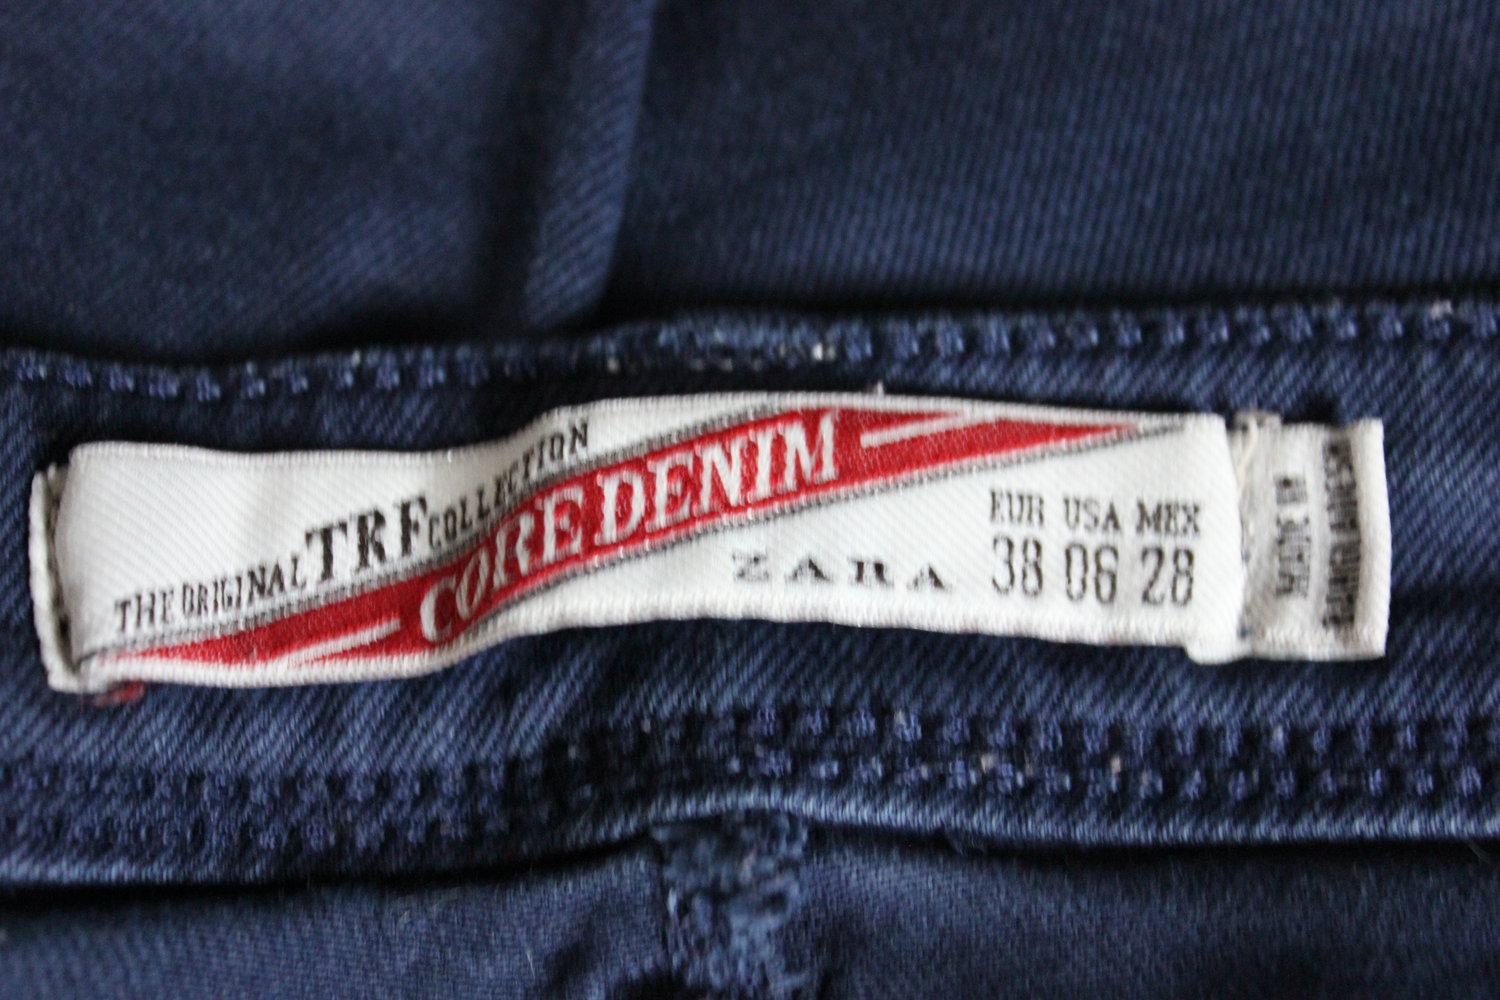 THE ORIGINAL TRF COLLECTION
CORE DENIM
ZARA
EUR USA MEX
38 06 28
MADE IN
BANGLADESH